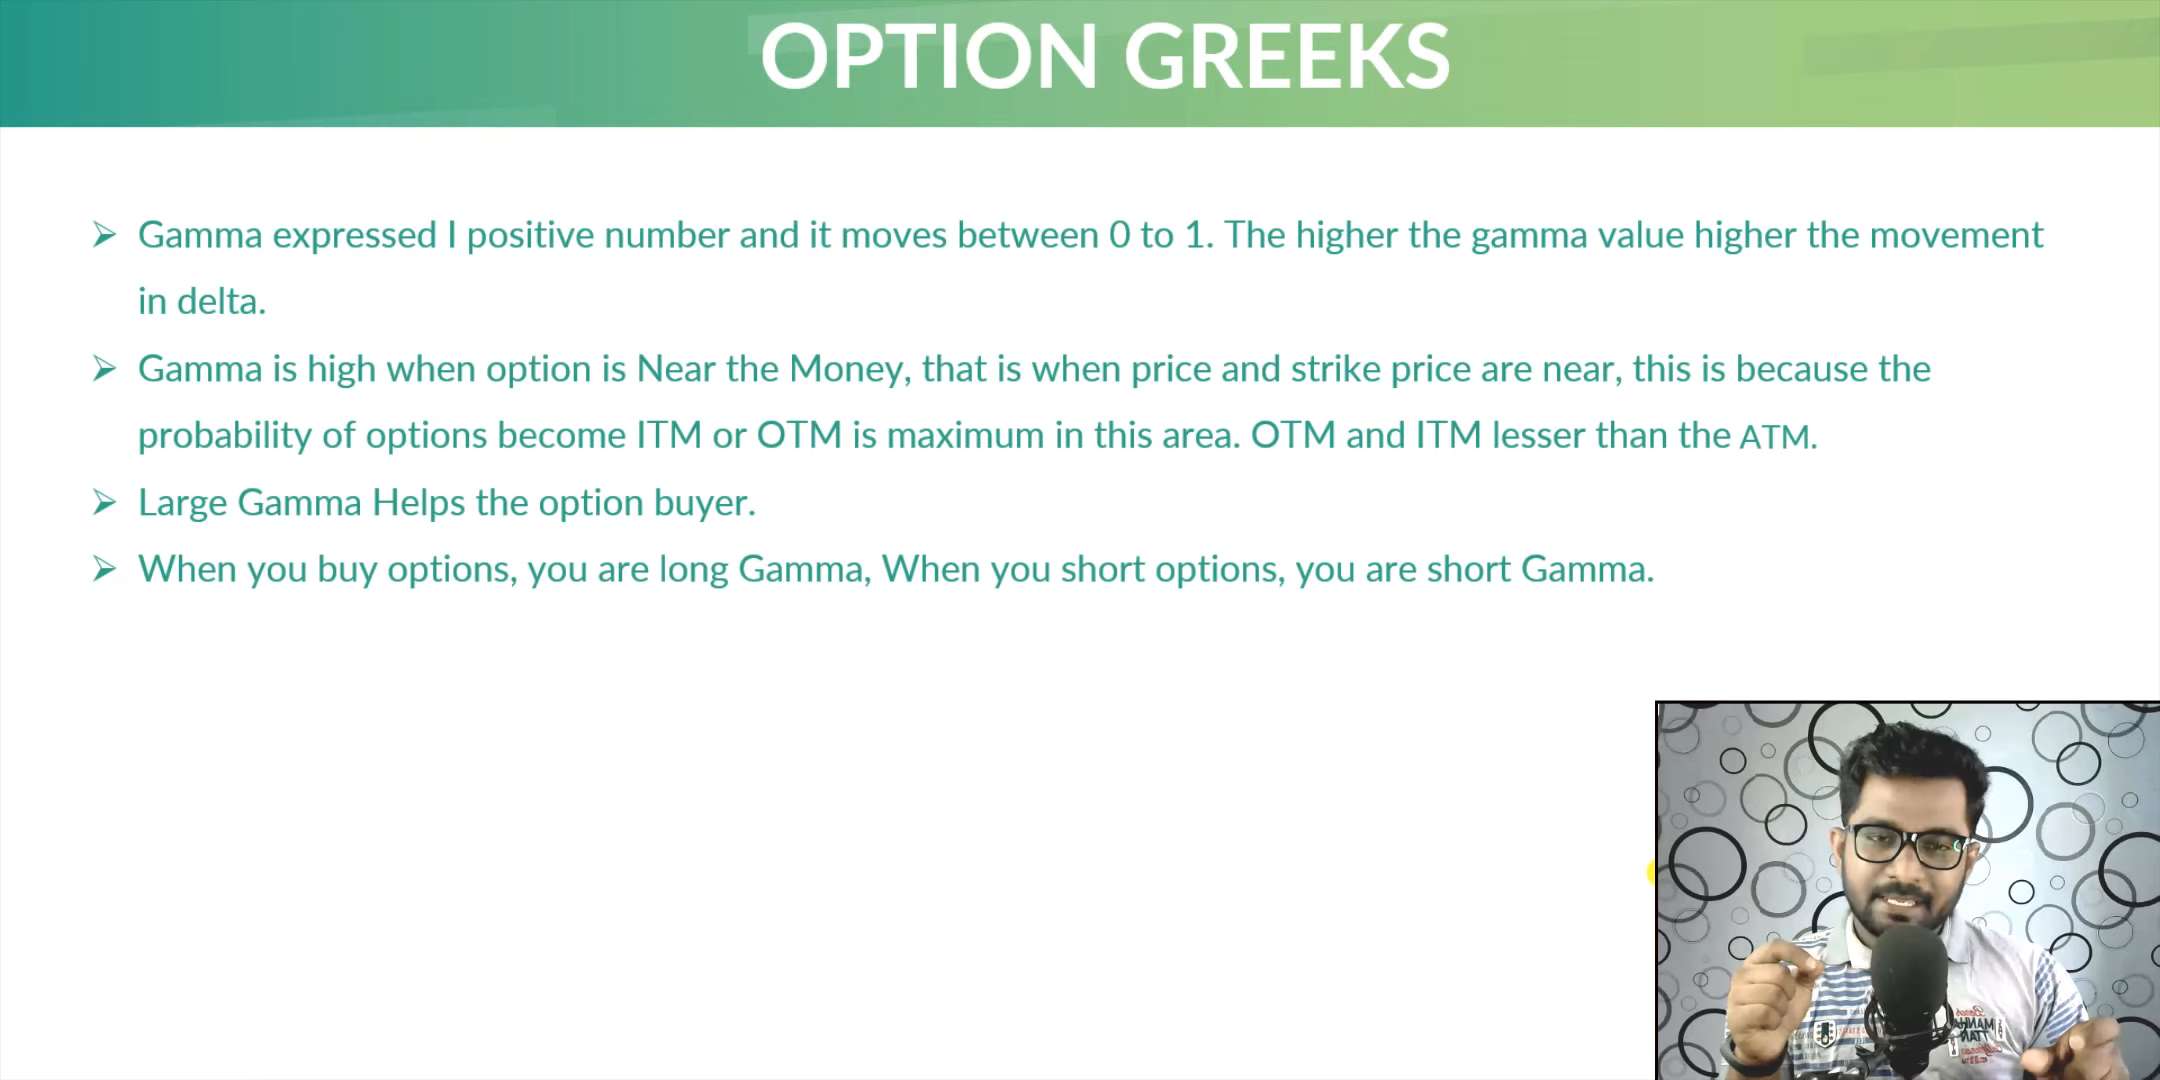 OPTION GREEKS
➢ Gamma expressed I positive number and it moves between 0 to 1. The higher the gamma value higher the movement
in delta.
➢ Gamma is high when option is Near the Money, that is when price and strike price are near, this is because the
probability of options become ITM or OTM is maximum in this area. OTM and ITM lesser than the ATM.
➢ Large Gamma Helps the option buyer.
➢ When you buy options, you are long Gamma, When you short options, you are short Gamma.
MANHA
TTAN